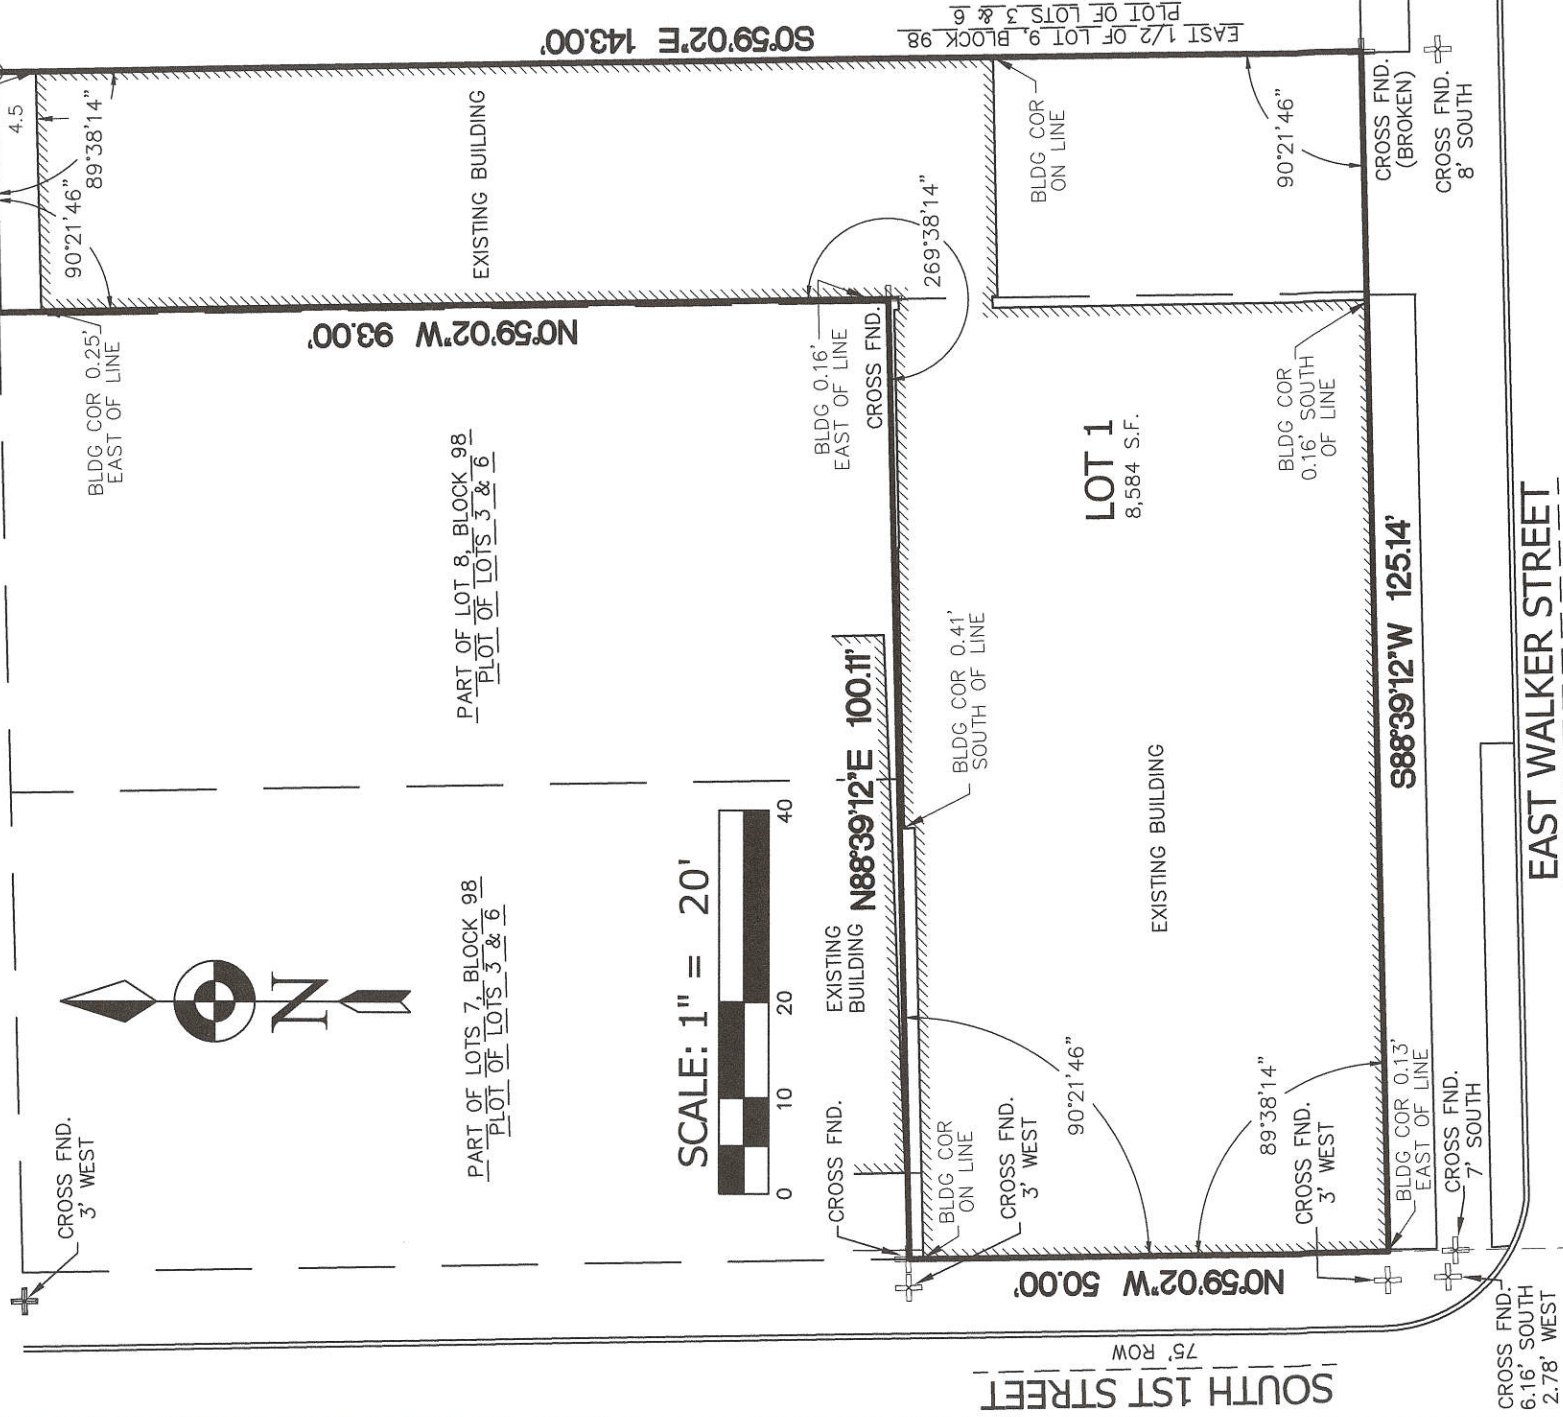 S0°59'02"E 143.00'
EAST 1/2 OF LOT 9, BLOCK 98
PLOT OF LOTS 3 & 6
4.5
89°38'14"
90°21'46"
EXISTING BUILDING
BLDG COR
ON LINE
90°21'46"
CROSS FND.
(BROKEN)
CROSS FND.
8' SOUTH
269°38'14"
N0°59'02"W 93.00'
BLDG COR 0.25'
EAST OF LINE
BLDG 0.16'
EAST OF LINE
CROSS FND.
BLDG COR
0.16' SOUTH
OF LINE
LOT 1
8,584 S.F.
PART OF LOT 8, BLOCK 98
PLOT OF LOTS 3 & 6
N88°39'12"E 100.11'
BLDG COR 0.41'
SOUTH OF LINE
S88°39'12"W 125.14'
EAST WALKER STREET
EXISTING BUILDING
PART OF LOTS 7, BLOCK 98
PLOT OF LOTS 3 & 6
N
SCALE: 1" = 20'
0 10 20 40
EXISTING
BUILDING
CROSS FND.
3' WEST
CROSS FND.
BLDG COR
ON LINE
CROSS FND.
3' WEST
90°21'46"
89°38'14"
CROSS FND.
3' WEST
BLDG COR 0.13'
EAST OF LINE
CROSS FND.
7' SOUTH
N0°59'02"W 50.00'
75' ROW
SOUTH 1ST STREET
CROSS FND.
6.16' SOUTH
2.78' WEST